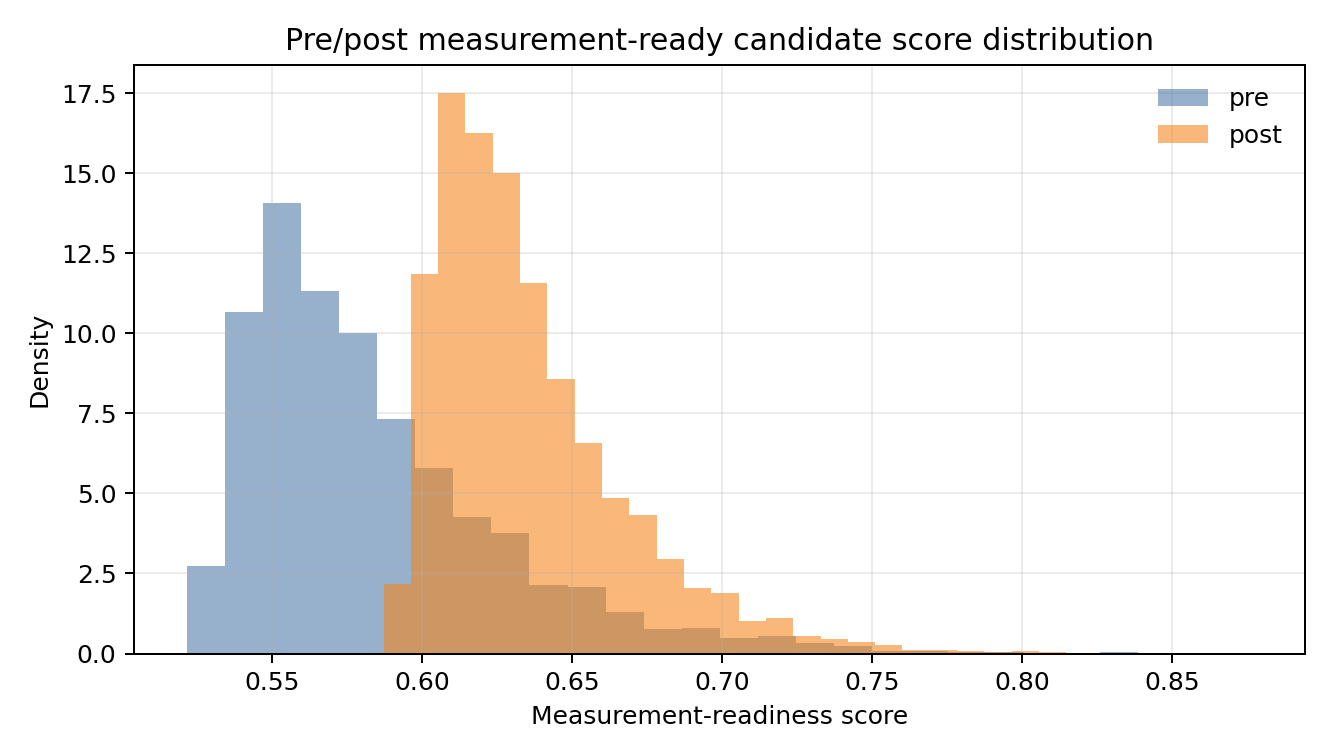 Pre/post measurement-ready candidate score distribution
pre
post
17.5
15.0
12.5
10.0
7.5
5.0
2.5
0.0
Density
0.55 0.60 0.65 0.70 0.75 0.80 0.85
Measurement-readiness score